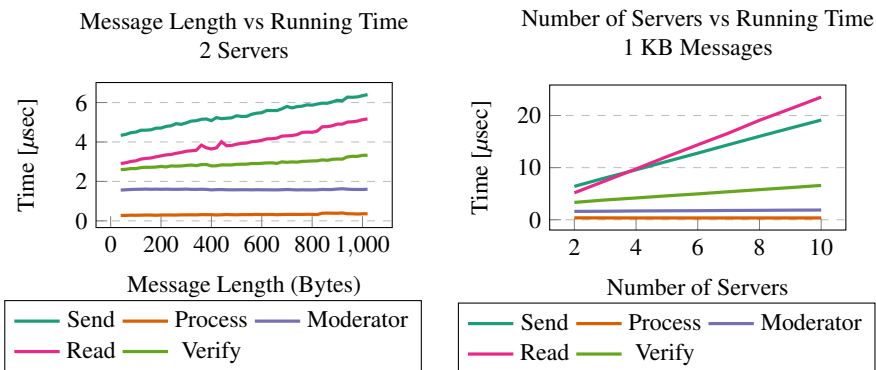 Message Length vs Running Time
2 Servers
Time [μsec]
6
4
2
0
0 200 400 600 800 1,000
Message Length (Bytes)
Send Process Moderator
Read Verify
Number of Servers vs Running Time
1 KB Messages
Time [μsec]
20
10
0
2 4 6 8 10
Number of Servers
Send Process Moderator
Read Verify